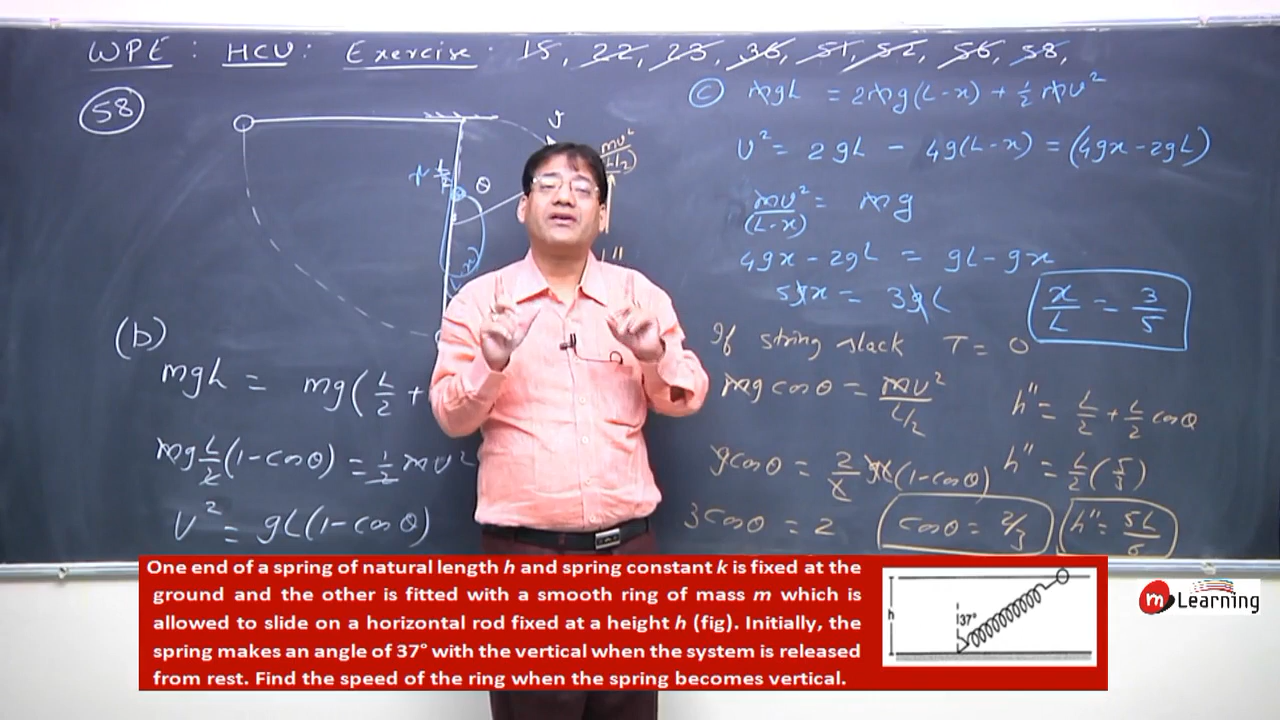 WPE : HCV : Exercise : 15, 22, 23, 36, 51, 52, 56, 58,
58
v
θ
x
L/2
mv²/(L/2)
(b)
mgL = mg(L/2 +
mg L/2 (1-cosθ) = 1/2 mv²
v² = gL(1-cosθ)
(c) mgL = 2mg(L-x) + 1/2 mv²
v² = 2gL - 4g(L-x) = (4gx-2gL)
mv²/(L-x) = mg
4gx-2gL = gL-gx
5gx = 3gL
x/L = 3/5
If string slack T = 0
mg cosθ = mv²/(L/2)
h" = L/2 + L/2 cosθ
g cosθ = 2/L gL(1-cosθ)
h" = L/2 (5/3)
3cosθ = 2
cosθ = 2/3
h" = 5L/6
One end of a spring of natural length h and spring constant k is fixed at the
ground and the other is fitted with a smooth ring of mass m which is
allowed to slide on a horizontal rod fixed at a height h (fig). Initially, the
spring makes an angle of 37° with the vertical when the system is released
from rest. Find the speed of the ring when the spring becomes vertical.
h
37°
m Learning